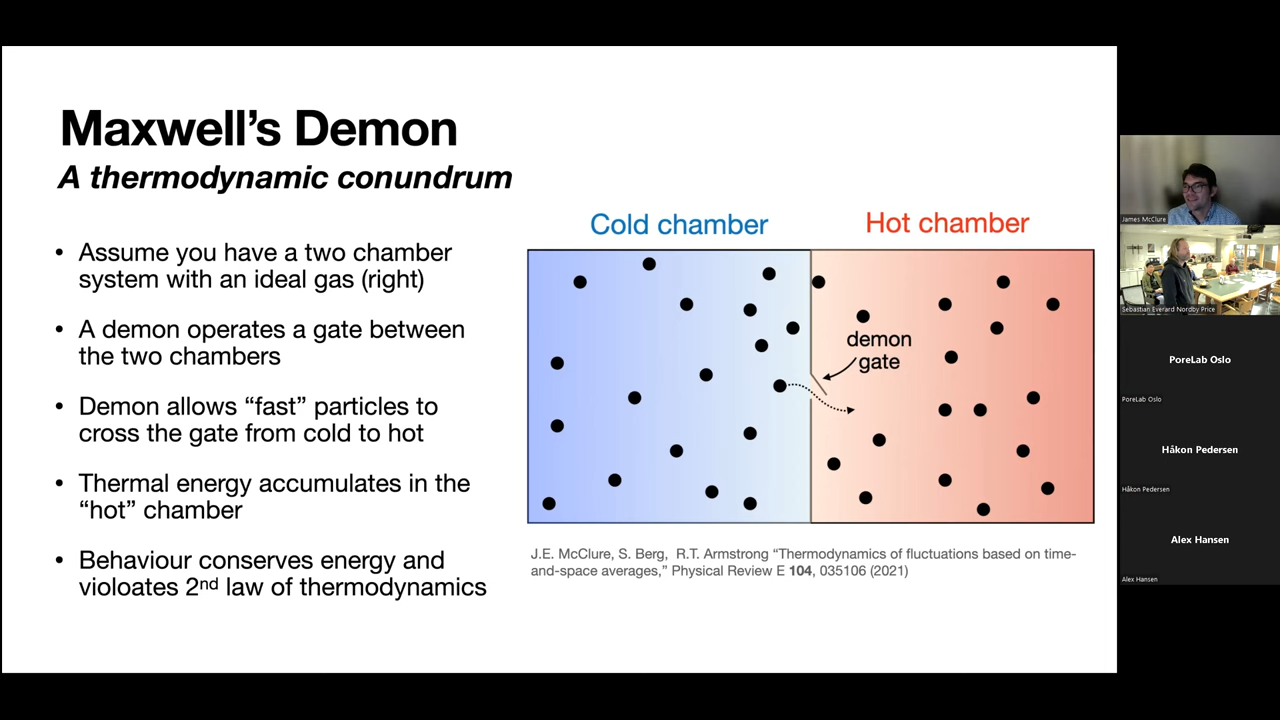 Maxwell’s Demon
A thermodynamic conundrum
• Assume you have a two chamber
system with an ideal gas (right)
• A demon operates a gate between
the two chambers
• Demon allows “fast” particles to
cross the gate from cold to hot
• Thermal energy accumulates in the
“hot” chamber
• Behaviour conserves energy and
violoates 2nd law of thermodynamics
Cold chamber
Hot chamber
demon
gate
J.E. McClure, S. Berg, R.T. Armstrong “Thermodynamics of fluctuations based on time-
and-space averages,” Physical Review E 104, 035106 (2021)
James McClure
Sebastian Everard Nordby Price
PoreLab Oslo
PoreLab Oslo
Håkon Pedersen
Håkon Pedersen
Alex Hansen
Alex Hansen